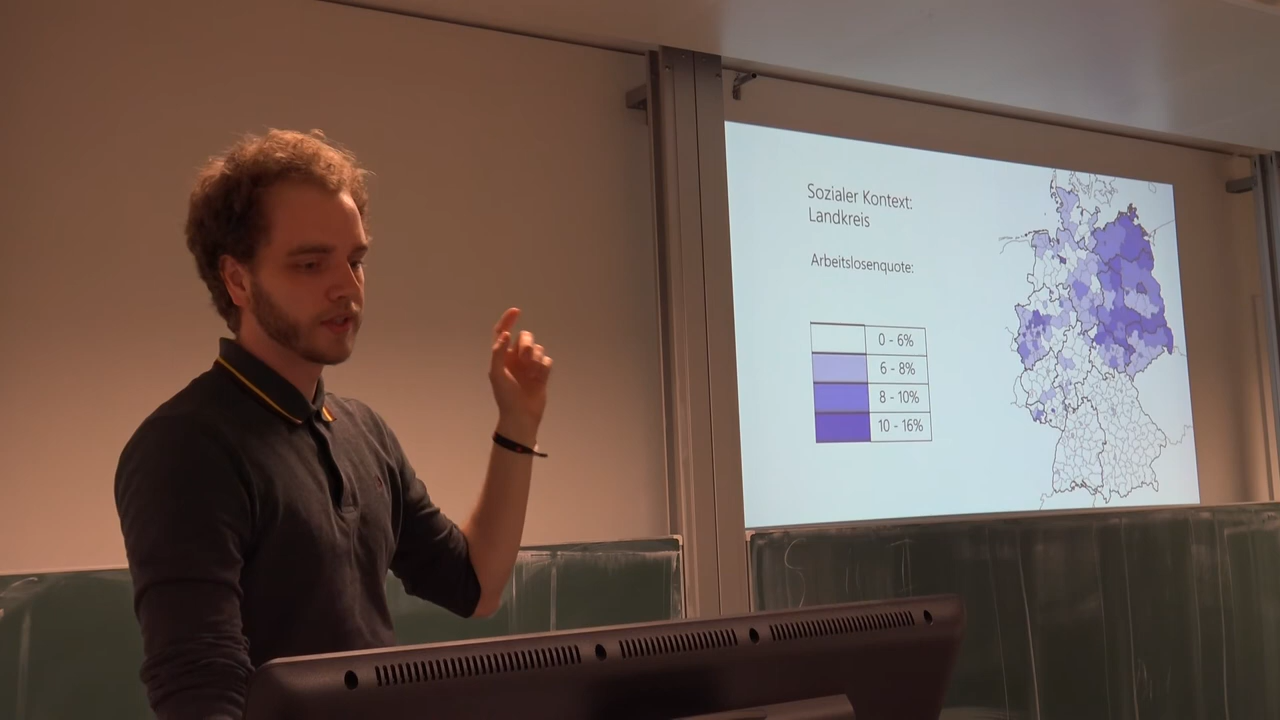 Sozialer Kontext:
Landkreis
Arbeitslosenquote:
0 - 6%
6 - 8%
8 - 10%
10 - 16%